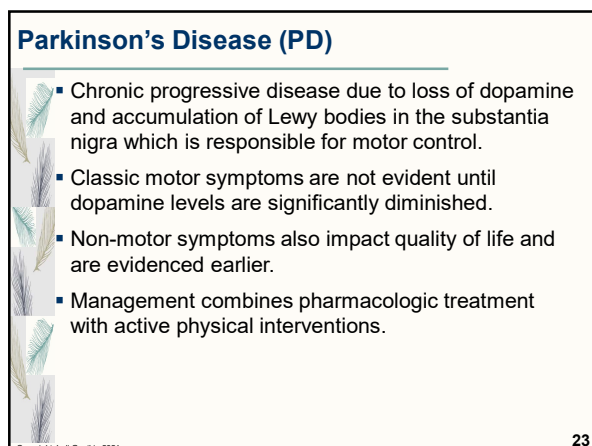 Parkinson’s Disease (PD)
▪ Chronic progressive disease due to loss of dopamine
and accumulation of Lewy bodies in the substantia
nigra which is responsible for motor control.
▪ Classic motor symptoms are not evident until
dopamine levels are significantly diminished.
▪ Non-motor symptoms also impact quality of life and
are evidenced earlier.
▪ Management combines pharmacologic treatment
with active physical interventions.
23